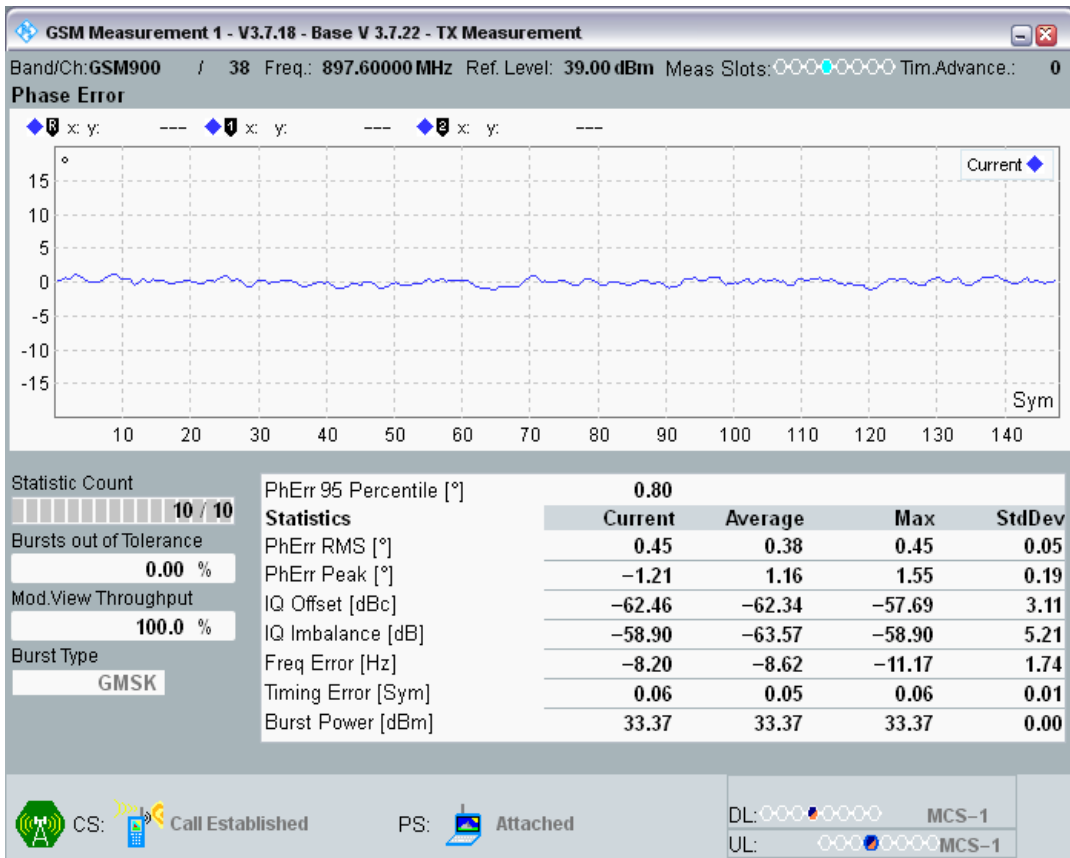 GSM Measurement 1 - V3.7.18 - Base V 3.7.22 - TX Measurement
Band/Ch:GSM900 / 38 Freq.: 897.60000 MHz Ref. Level: 39.00 dBm Meas Slots: Tim.Advance.: 0
Phase Error
R x: y: --- 1 x: y: --- 2 x: y: ---
°
Current
15
10
5
0
-5
-10
-15
Sym
10 20 30 40 50 60 70 80 90 100 110 120 130 140
Statistic Count
10 / 10
Bursts out of Tolerance
0.00 %
Mod.View Throughput
100.0 %
Burst Type
GMSK
PhErr 95 Percentile [°] 0.80
Statistics Current Average Max StdDev
PhErr RMS [°] 0.45 0.38 0.45 0.05
PhErr Peak [°] −1.21 1.16 1.55 0.19
IQ Offset [dBc] −62.46 −62.34 −57.69 3.11
IQ Imbalance [dB] −58.90 −63.57 −58.90 5.21
Freq Error [Hz] −8.20 −8.62 −11.17 1.74
Timing Error [Sym] 0.06 0.05 0.06 0.01
Burst Power [dBm] 33.37 33.37 33.37 0.00
CS: Call Established PS: Attached
DL: MCS−1
UL: MCS−1